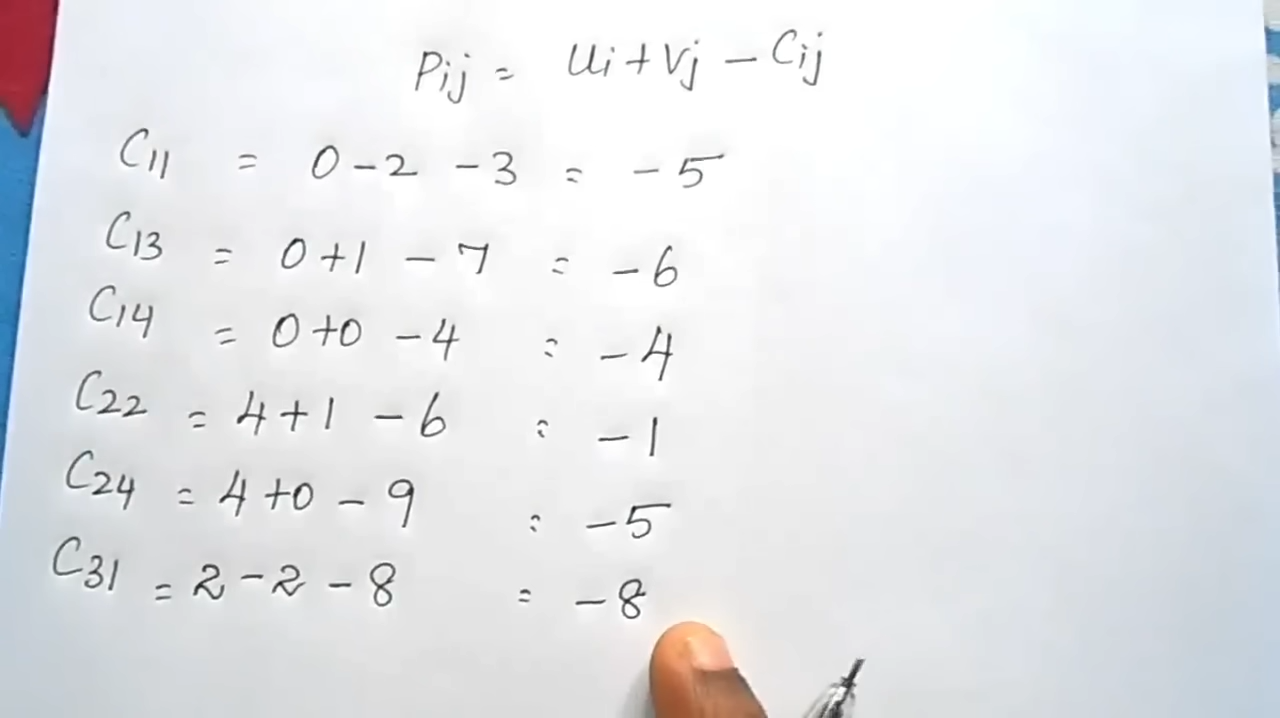 Pij = Ui + Vj - Cij
C11 = 0 - 2 - 3 = - 5
C13 = 0 + 1 - 7 = - 6
C14 = 0 + 0 - 4 = - 4
C22 = 4 + 1 - 6 = - 1
C24 = 4 + 0 - 9 = - 5
C31 = 2 - 2 - 8 = - 8